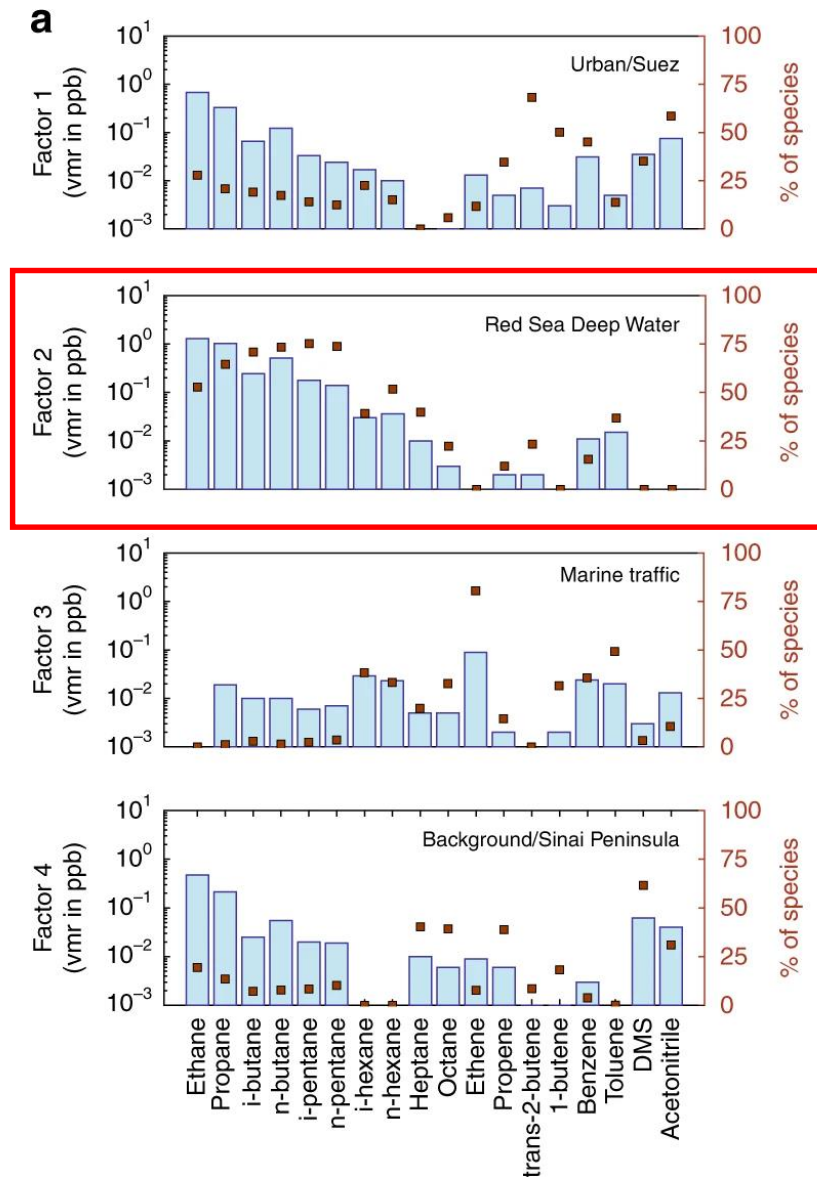 a
Factor 1
(vmr in ppb)
10^1
10^0
10^-1
10^-2
10^-3
Urban/Suez
100
75
50
25
0
% of species
Factor 2
(vmr in ppb)
10^1
10^0
10^-1
10^-2
10^-3
Red Sea Deep Water
100
75
50
25
0
% of species
Factor 3
(vmr in ppb)
10^1
10^0
10^-1
10^-2
10^-3
Marine traffic
100
75
50
25
0
% of species
Factor 4
(vmr in ppb)
10^1
10^0
10^-1
10^-2
10^-3
Background/Sinai Peninsula
100
75
50
25
0
% of species
Ethane
Propane
i-butane
n-butane
i-pentane
n-pentane
i-hexane
n-hexane
Heptane
Octane
Ethene
Propene
trans-2-butene
1-butene
Benzene
Toluene
DMS
Acetonitrile